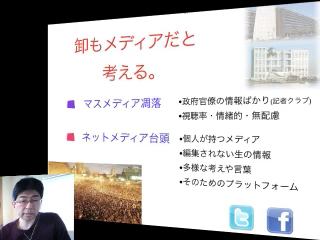 卸もメディアだと
考える。
マスメディア凋落
•政府官僚の情報ばかり(記者クラブ)
•視聴率・情緒的・無配慮
ネットメディア台頭
•個人が持つメディア
•編集されない生の情報
•多様な考えや言葉
•そのためのプラットフォーム